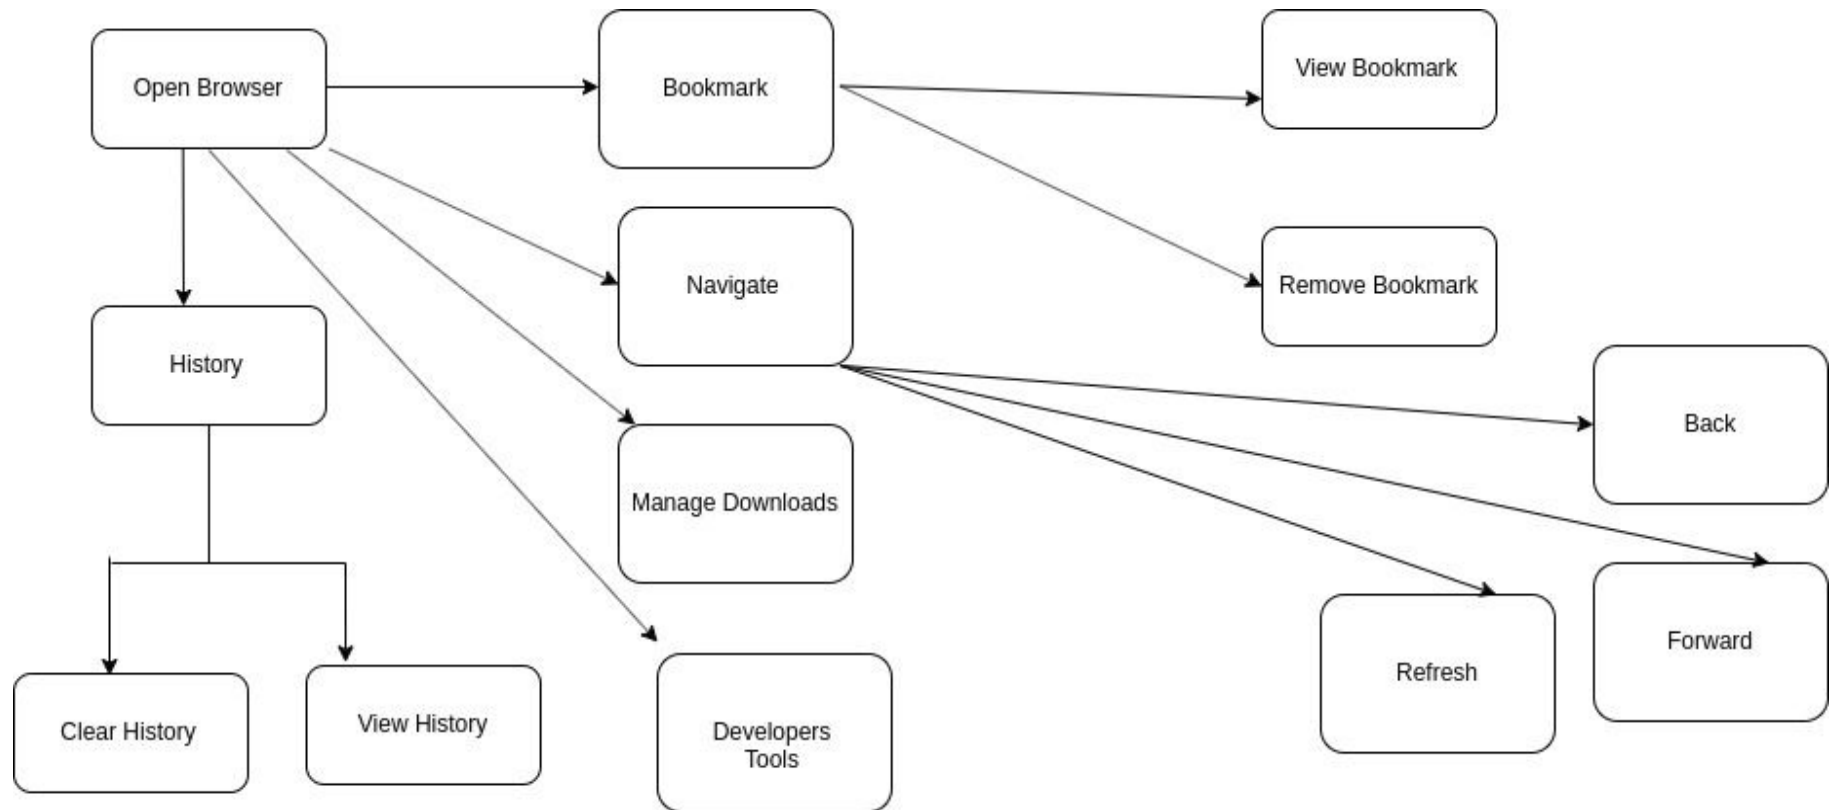 Open Browser
Bookmark
View Bookmark
Navigate
Remove Bookmark
History
Back
Manage Downloads
Forward
Refresh
Clear History
View History
Developers
Tools